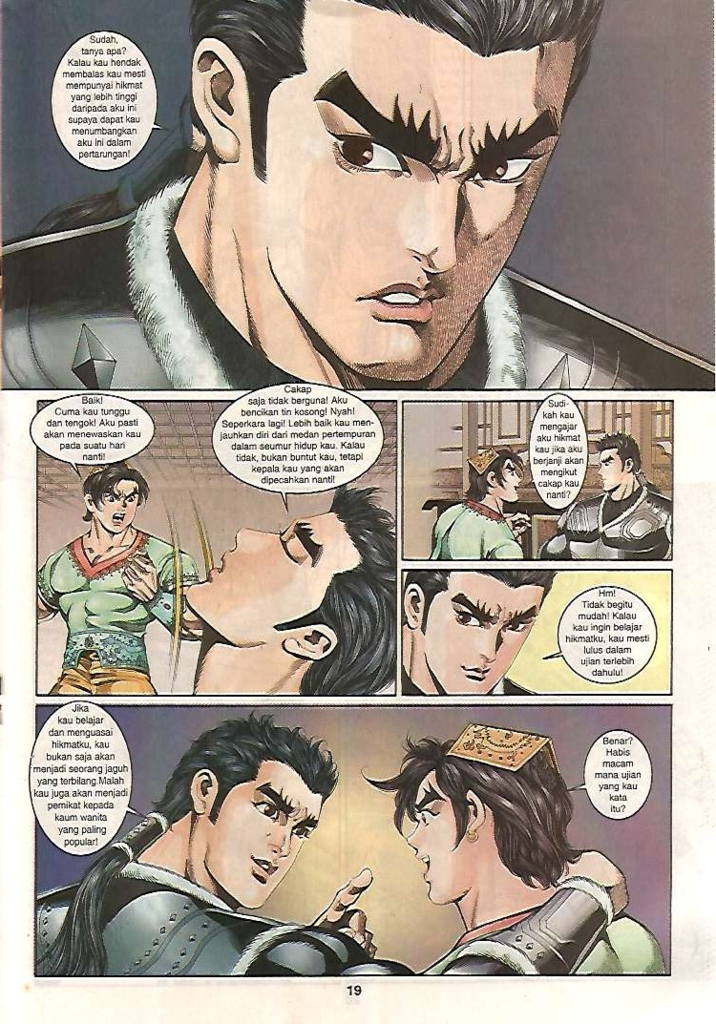 Sudah,
tanya apa?
Kalau kau hendak
membalas kau mesti
mempunyai hikmat
yang lebih tinggi
daripada aku ini
supaya dapat kau
menumbangkan
aku ini dalam
pertarungan!
Baik!
Cuma kau tunggu
dan tengok! Aku pasti
akan menewaskan kau
pada suatu hari
nanti!
Cakap
saja tidak berguna! Aku
bencikan tin kosong! Nyah!
Seperkara lagi! Lebih baik kau men-
jauhkan diri dari medan pertempuran
dalam seumur hidup kau. Kalau
tidak, bukan buntut kau, tetapi
kepala kau yang akan
dipecahkan nanti!
Sudi-
kah kau
mengajar
aku hikmat
kau jika aku
berjanji akan
mengikut
cakap kau
nanti?
Hm!
Tidak begitu
mudah! Kalau
kau ingin belajar
hikmatku, kau mesti
lulus dalam
ujian terlebih
dahulu!
Jika
kau belajar
dan menguasai
hikmatku, kau
bukan saja akan
menjadi seorang jaguh
yang terbilang.Malah
kau juga akan menjadi
pemikat kepada
kaum wanita
yang paling
popular!
Benar?
Habis
macam
mana ujian
yang kau
kata
itu?
19